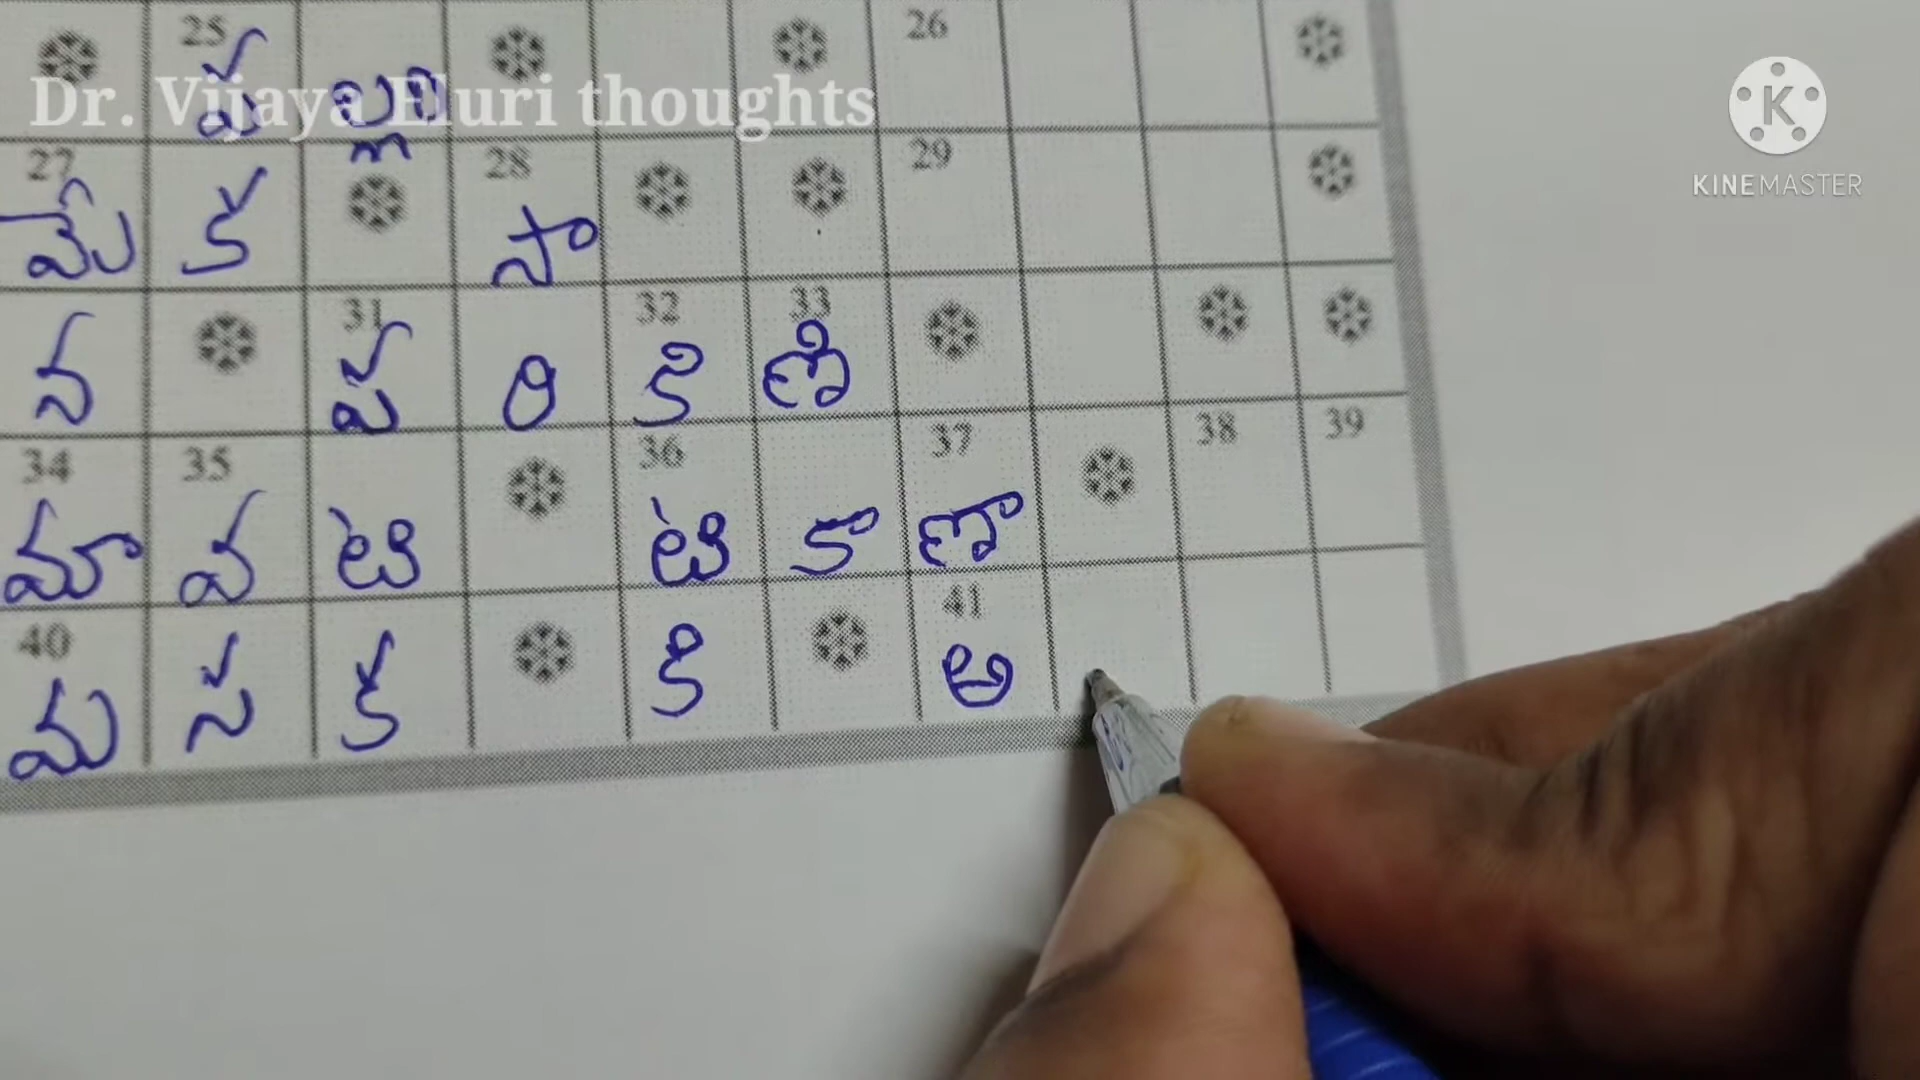 25 26
ప ల్లా
Dr. Vijaya Eluri thoughts
KINEMASTER
27 28 29
మే క సా
31 32 33
వ ప రి కి ణి
34 35 36 37 38 39
మా వ టి టి కా ణా
40 41
మ స క కి అ